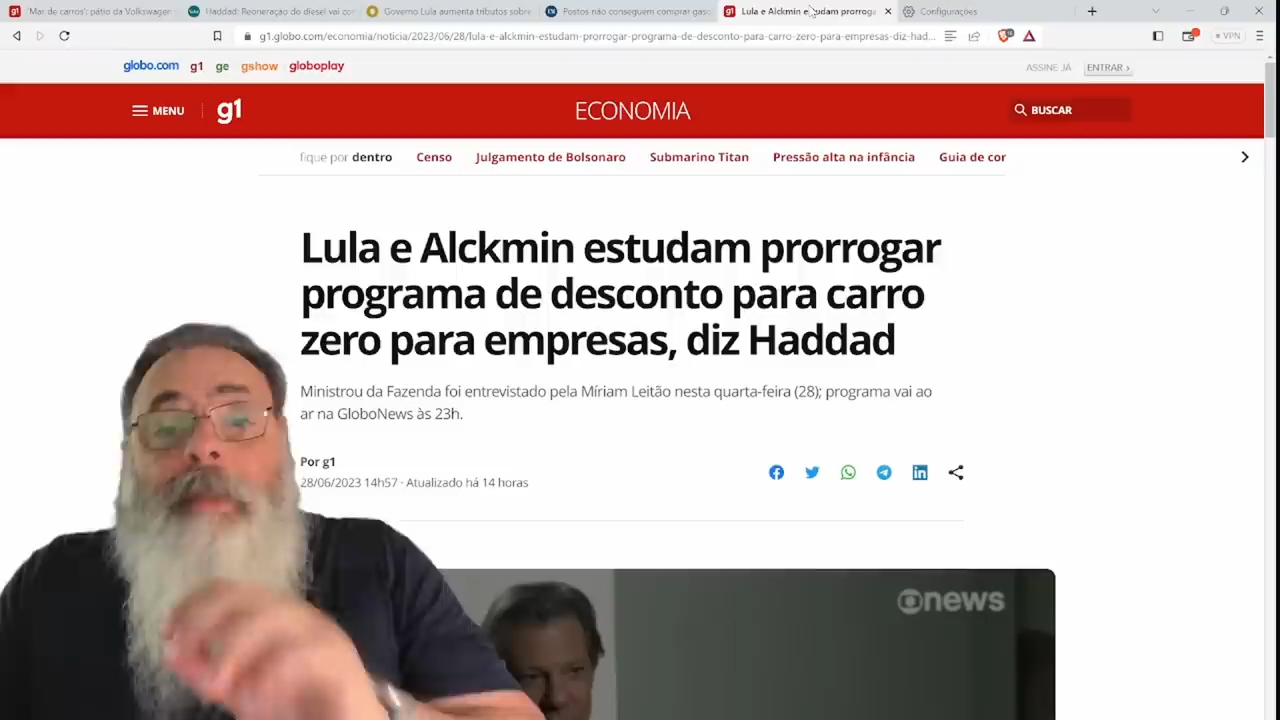 'Mar de carros': pátio da Volkswagen
Haddad: Reoneração do diesel vai con
Governo Lula aumenta tributos sobre
Postos não conseguem comprar gaso
Lula e Alckmin estudam prorroga
Configurações
g1.globo.com/economia/noticia/2023/06/28/lula-e-alckmin-estudam-prorrogar-programa-de-desconto-para-carro-zero-para-empresas-diz-had...
VPN
globo.com g1 ge gshow globoplay
ASSINE JÁ ENTRAR ›
MENU g1 ECONOMIA BUSCAR
fique por dentro Censo Julgamento de Bolsonaro Submarino Titan Pressão alta na infância Guia de cor
Lula e Alckmin estudam prorrogar
programa de desconto para carro
zero para empresas, diz Haddad
Ministrou da Fazenda foi entrevistado pela Míriam Leitão nesta quarta-feira (28); programa vai ao
ar na GloboNews às 23h.
Por g1
28/06/2023 14h57 · Atualizado há 14 horas
news